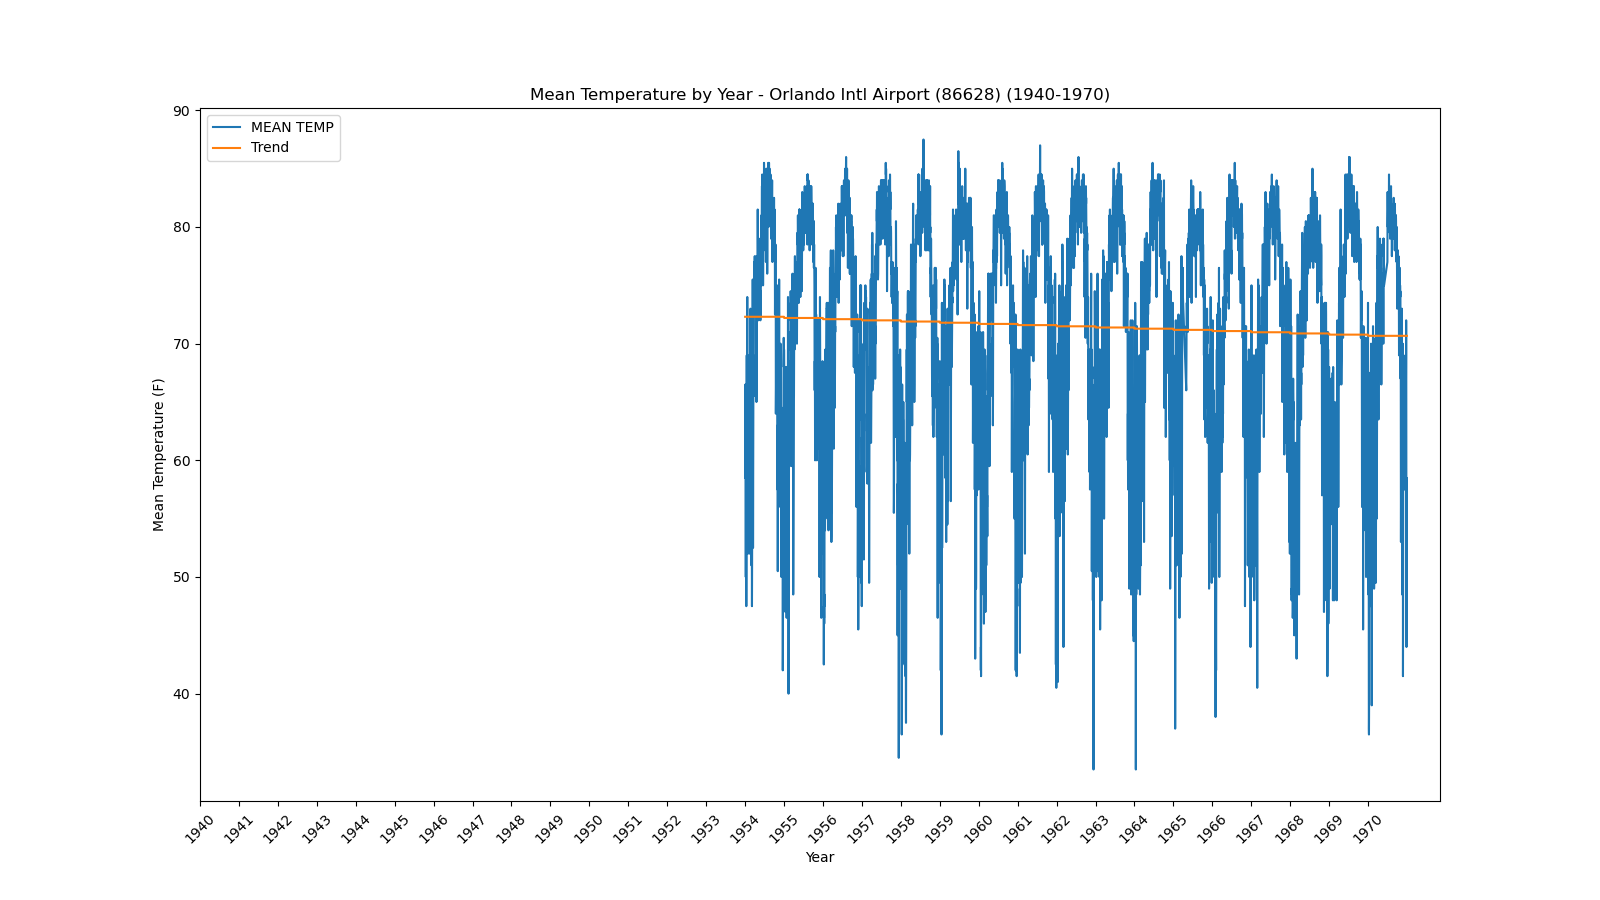 Mean Temperature by Year - Orlando Intl Airport (86628) (1940-1970)
MEAN TEMP
Trend
90
80
70
60
50
40
Mean Temperature (F)
1940 1941 1942 1943 1944 1945 1946 1947 1948 1949 1950 1951 1952 1953 1954 1955 1956 1957 1958 1959 1960 1961 1962 1963 1964 1965 1966 1967 1968 1969 1970
Year